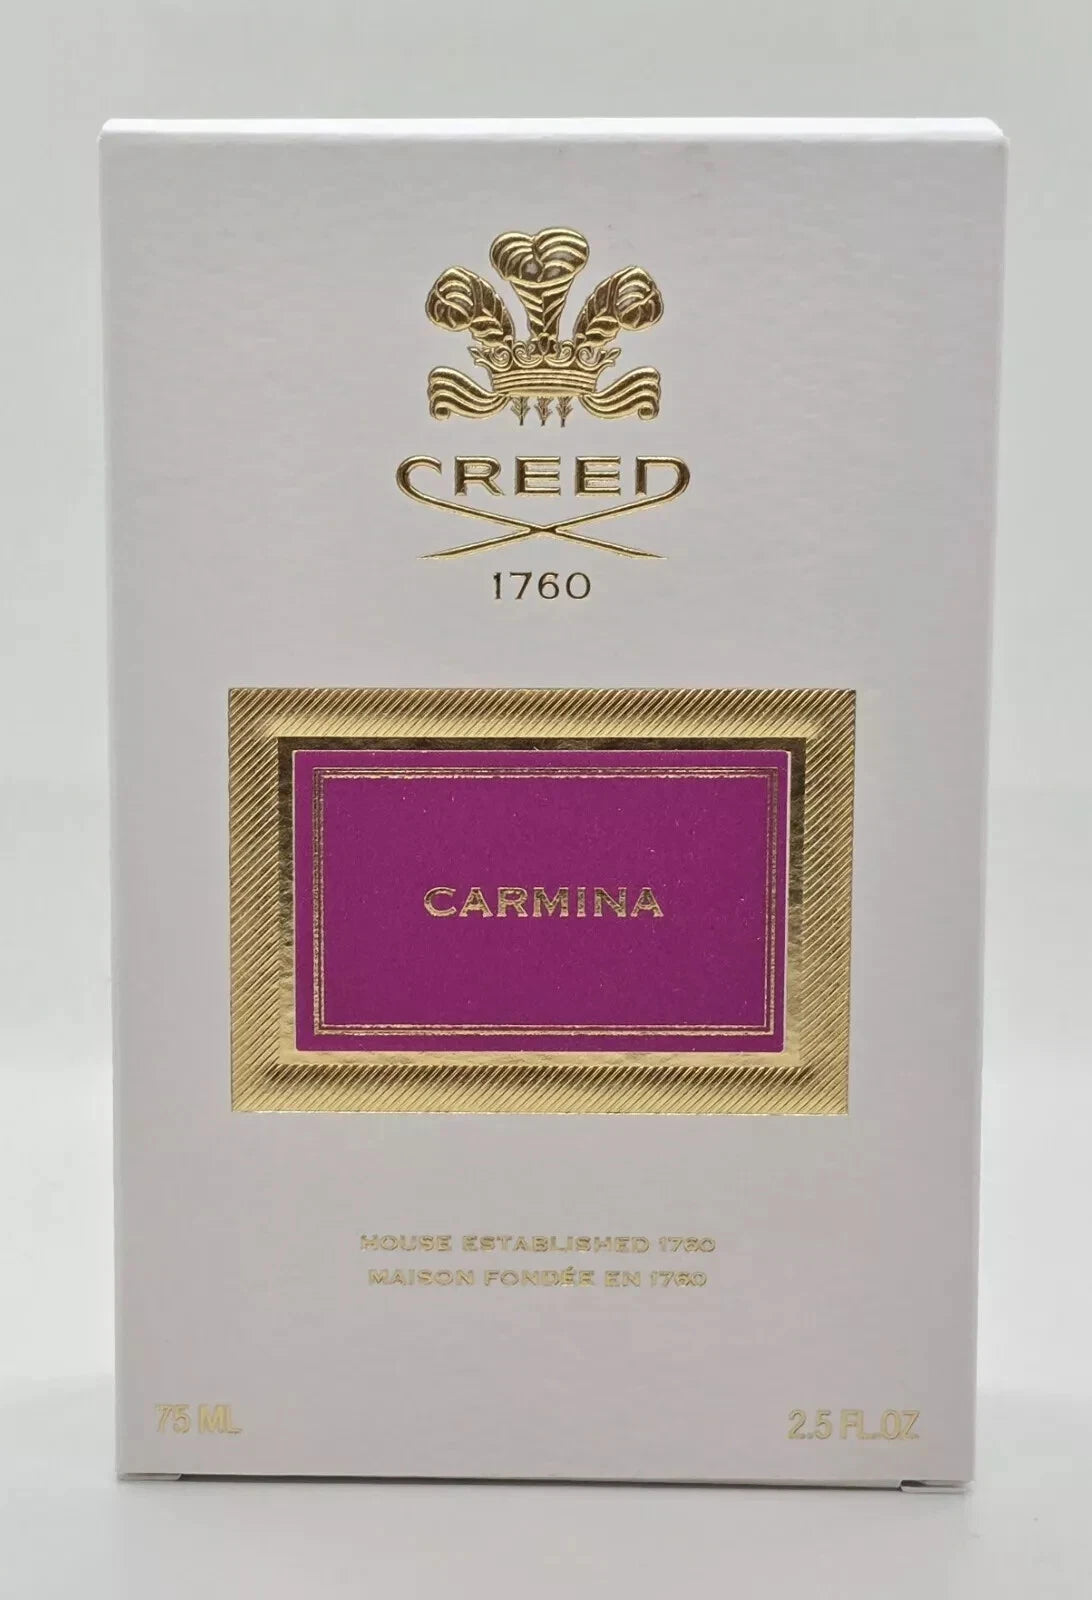 CREED
1760
CARMINA
HOUSE ESTABLISHED 1760
MAISON FONDÉE EN 1760
75 ML
2.5 FL.OZ